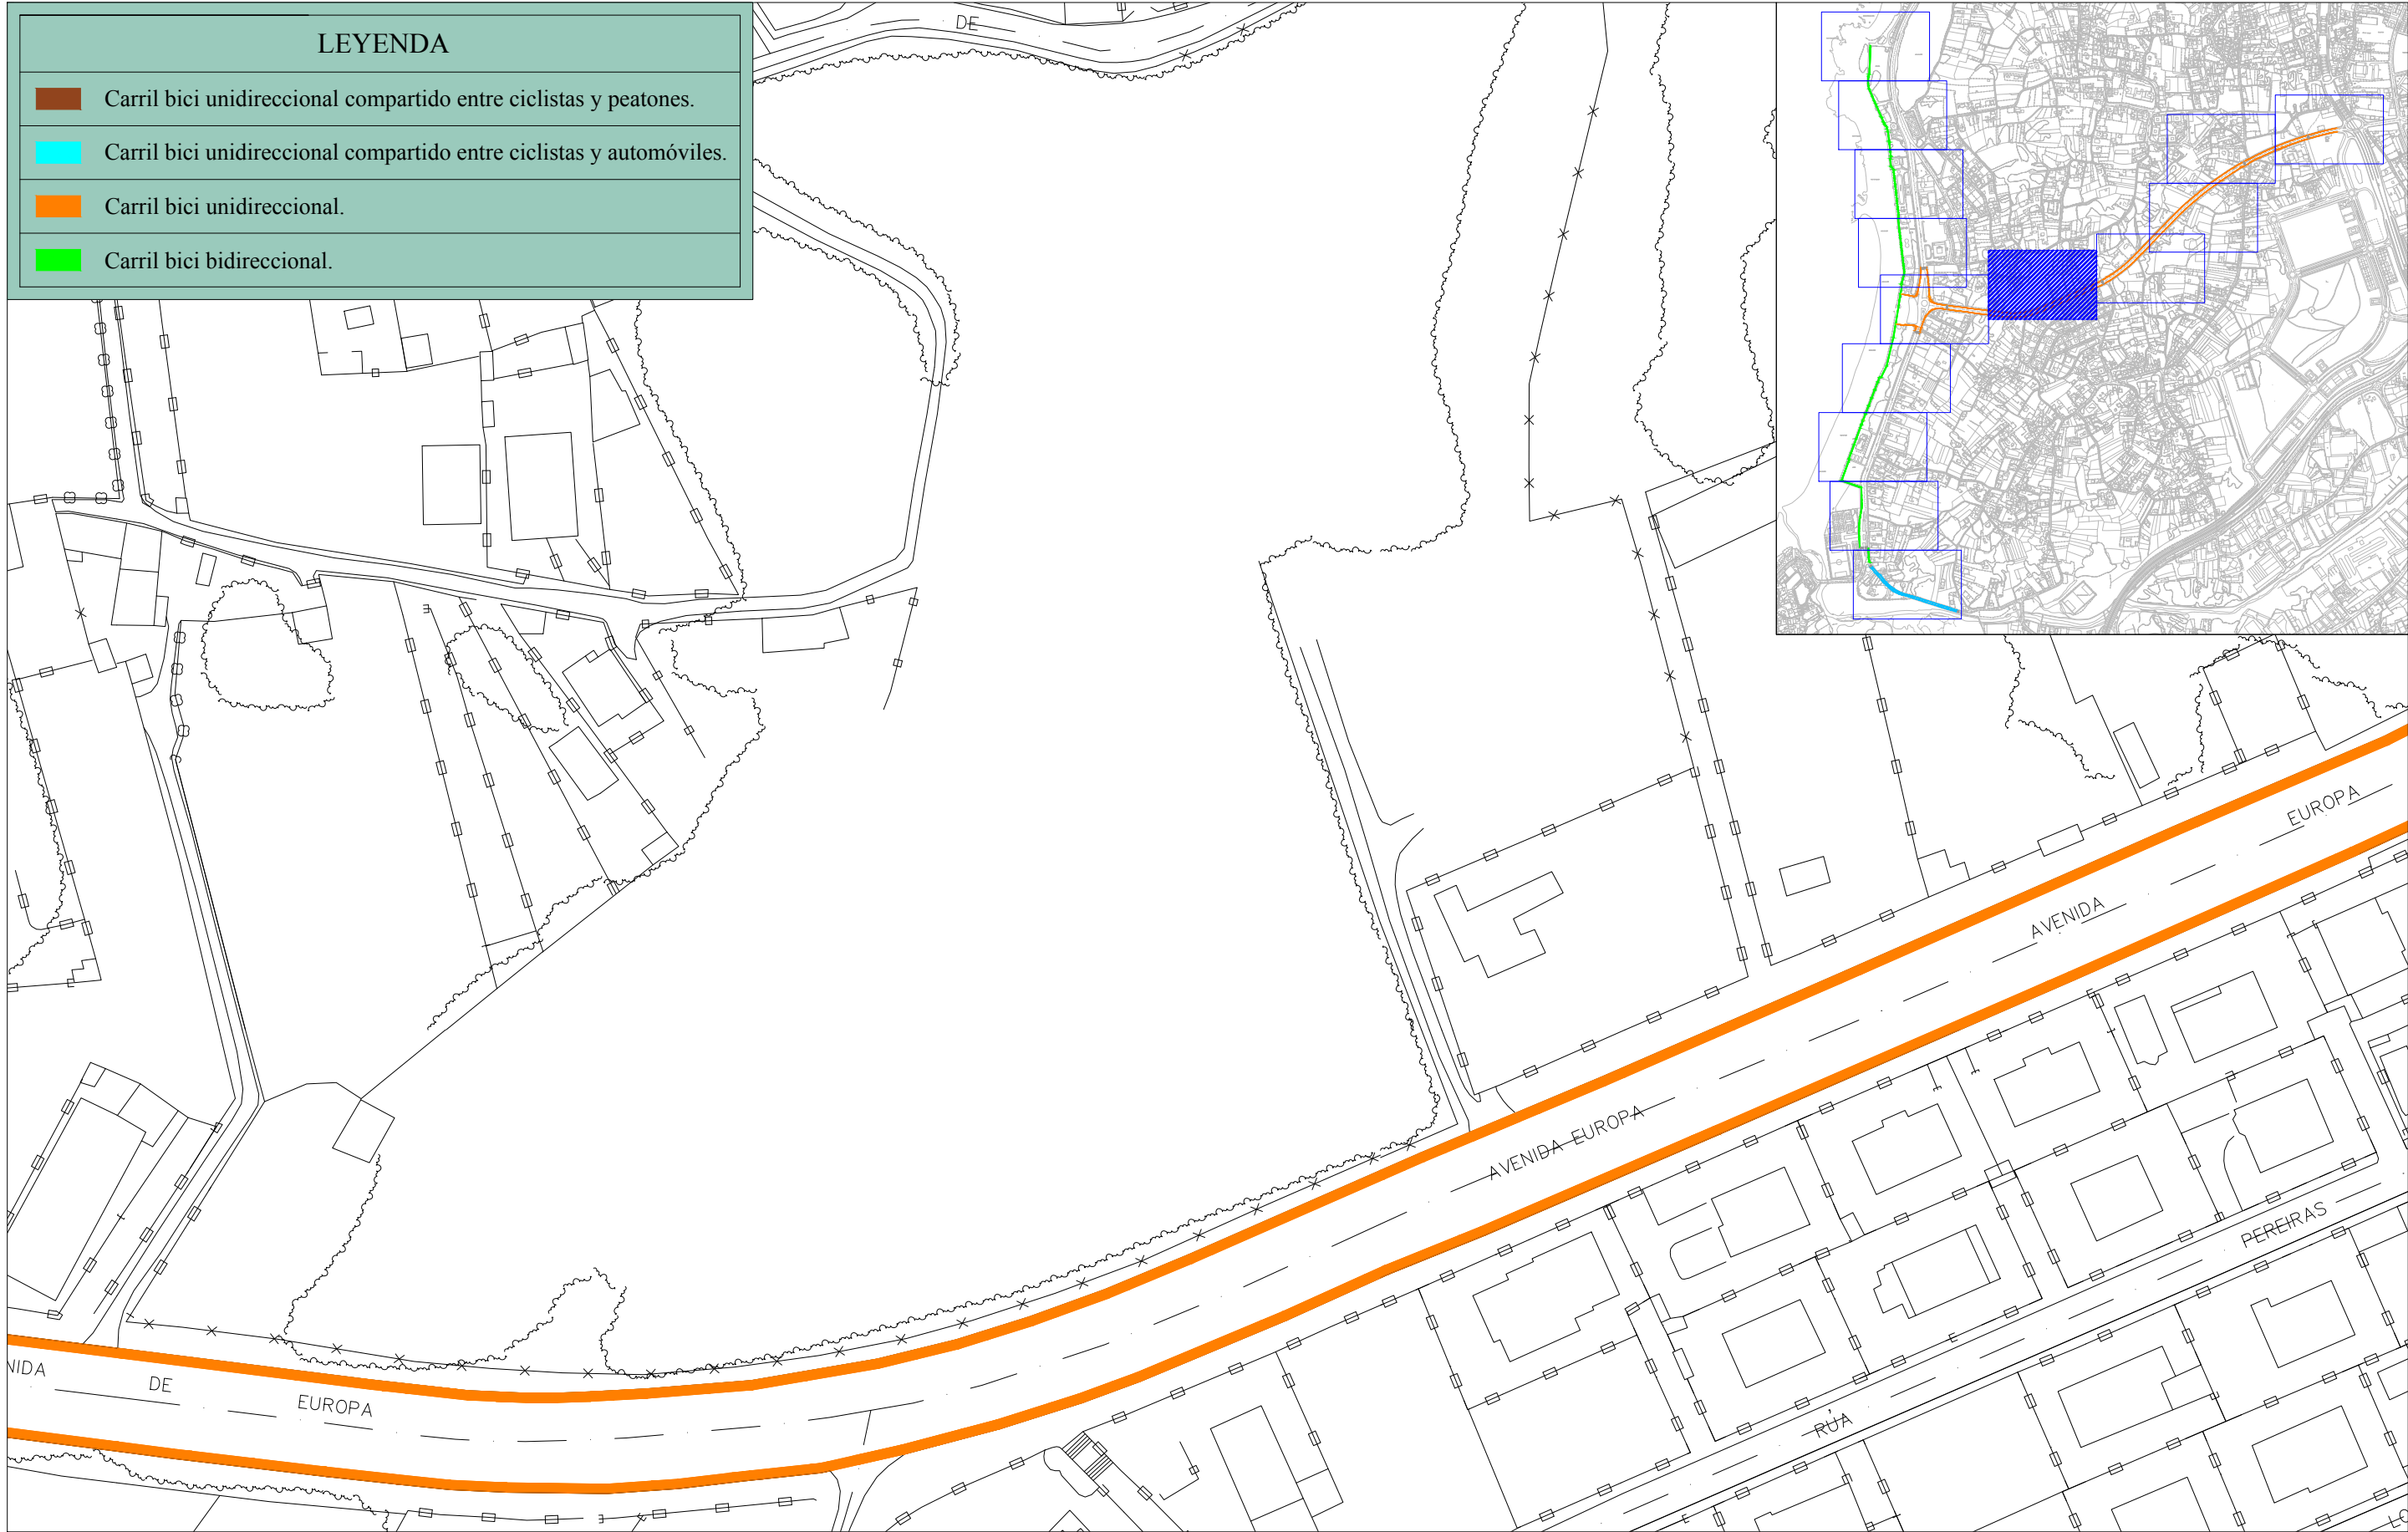 LEYENDA
Carril bici unidireccional compartido entre ciclistas y peatones.
Carril bici unidireccional compartido entre ciclistas y automóviles.
Carril bici unidireccional.
Carril bici bidireccional.
DE
EUROPA
AVENIDA
AVENIDA EUROPA
PEREIRAS
RÚA
NIDA
DE
EUROPA